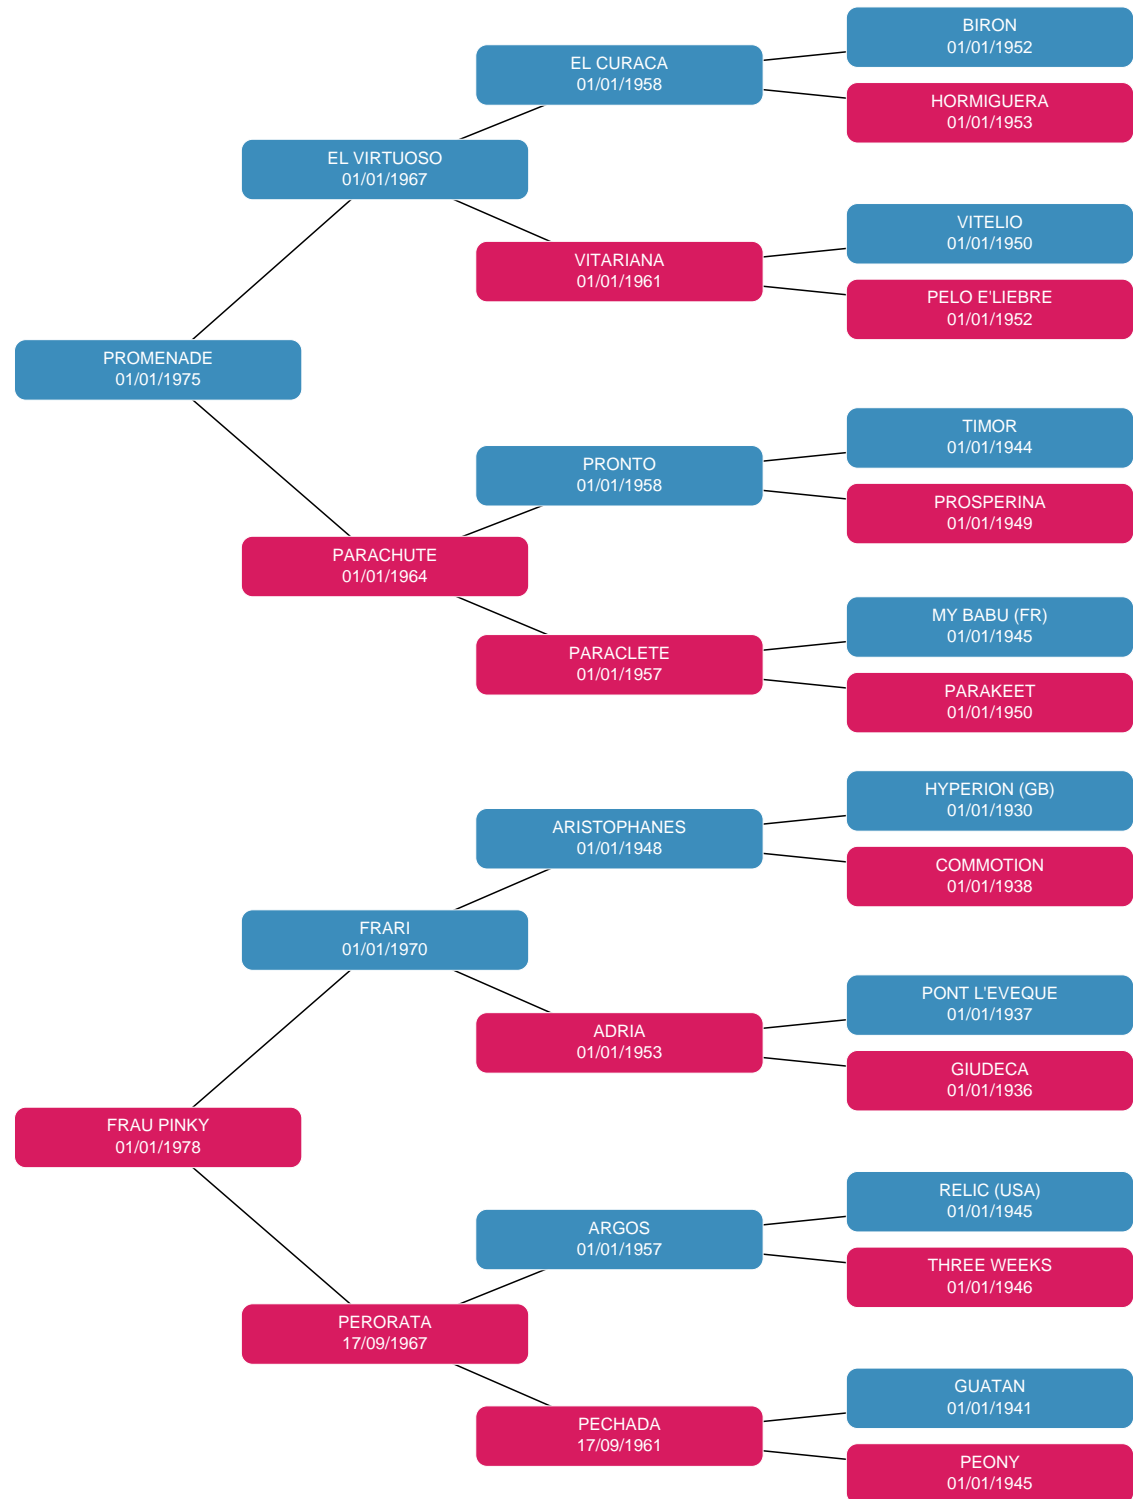 BIRON
01/01/1952
EL CURACA
01/01/1958
HORMIGUERA
01/01/1953
EL VIRTUOSO
01/01/1967
VITELIO
01/01/1950
VITARIANA
01/01/1961
PELO E'LIEBRE
01/01/1952
PROMENADE
01/01/1975
TIMOR
01/01/1944
PRONTO
01/01/1958
PROSPERINA
01/01/1949
PARACHUTE
01/01/1964
MY BABU (FR)
01/01/1945
PARACLETE
01/01/1957
PARAKEET
01/01/1950
HYPERION (GB)
01/01/1930
ARISTOPHANES
01/01/1948
COMMOTION
01/01/1938
FRARI
01/01/1970
PONT L'EVEQUE
01/01/1937
ADRIA
01/01/1953
GIUDECA
01/01/1936
FRAU PINKY
01/01/1978
RELIC (USA)
01/01/1945
ARGOS
01/01/1957
THREE WEEKS
01/01/1946
PERORATA
17/09/1967
GUATAN
01/01/1941
PECHADA
17/09/1961
PEONY
01/01/1945